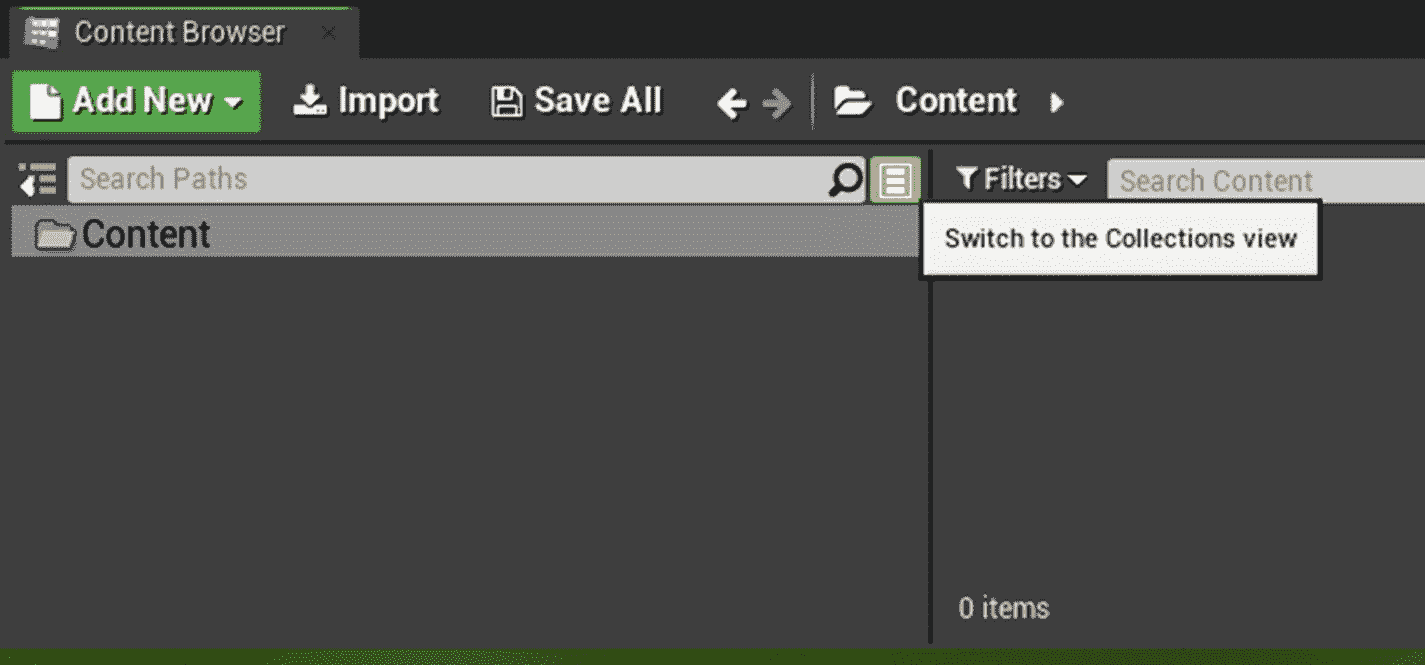 Content Browser
Add New Import Save All Content
Search Paths Filters Search Content
Content
Switch to the Collections view
0 items